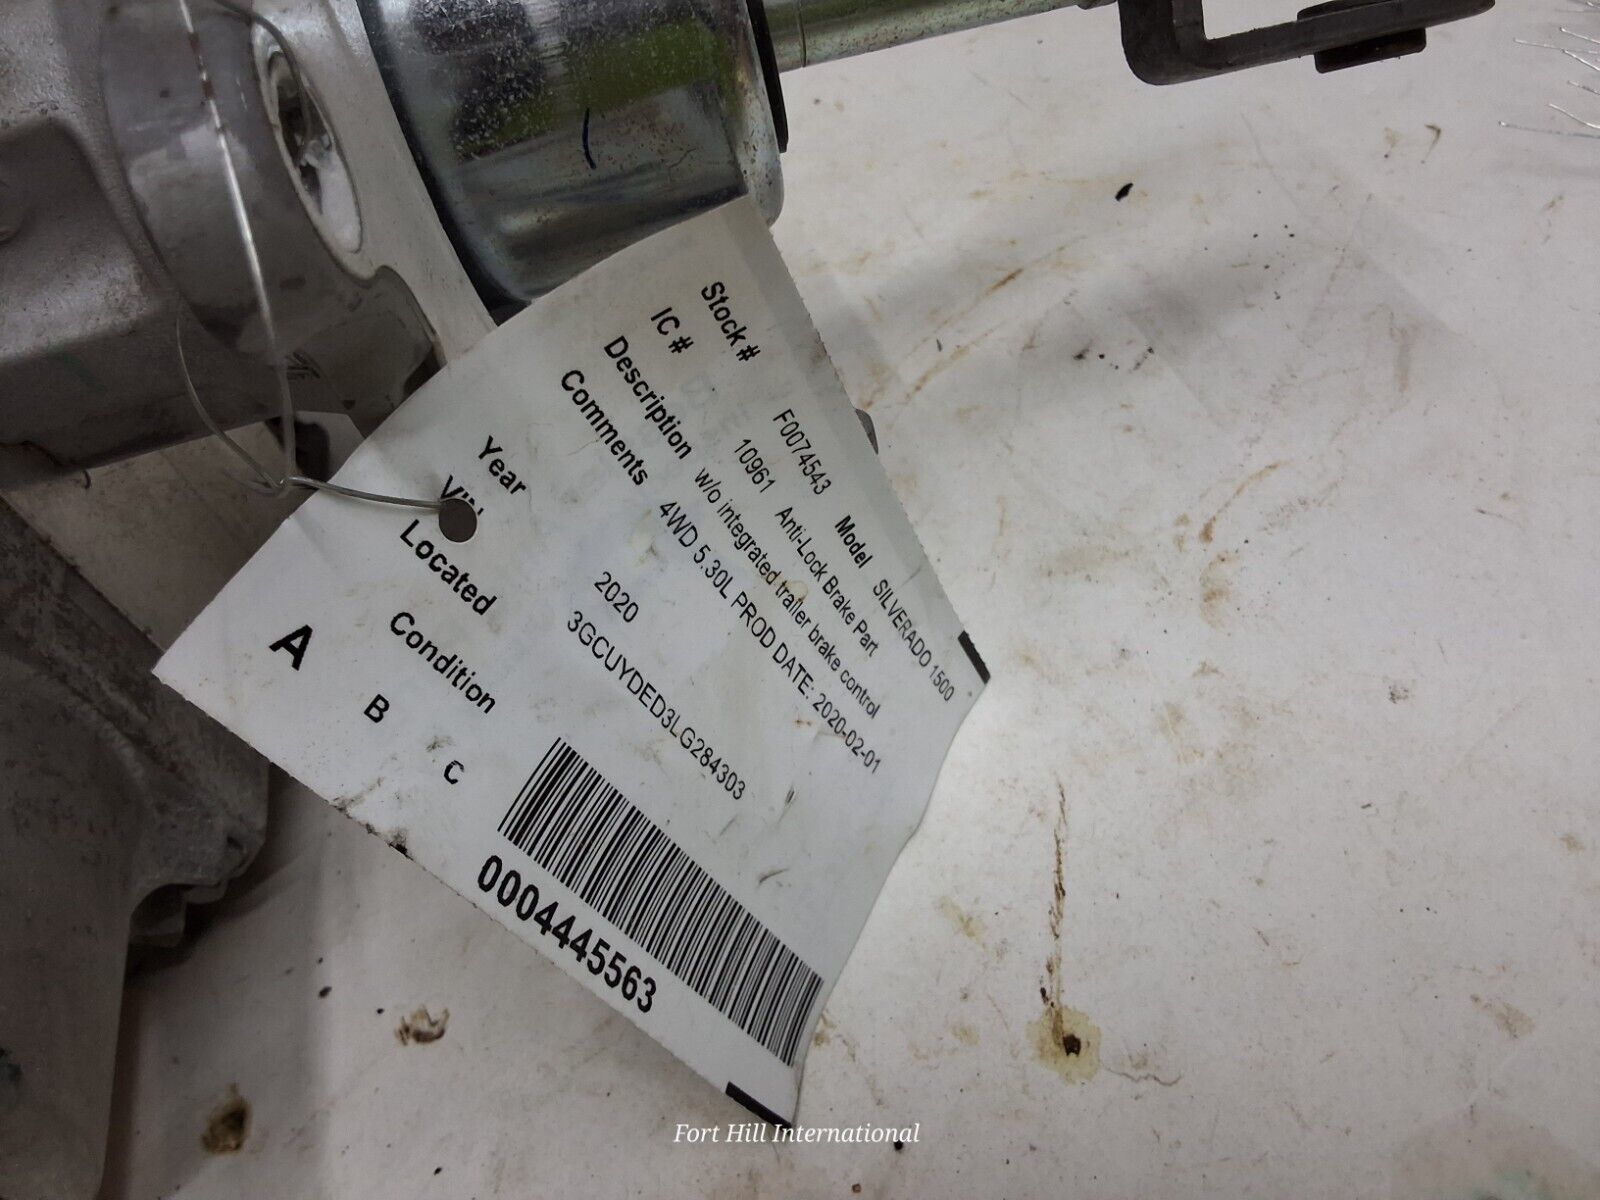 Stock # F0074543 Model SILVERADO 1500
IC # 10961 Anti-Lock Brake Part
Description w/o integrated trailer brake control
Comments 4WD 5.30L PROD DATE: 2020-02-01
Year 2020
3GCUYDED3LG284303
Located
Condition
A B C
0004445563
Fort Hill International